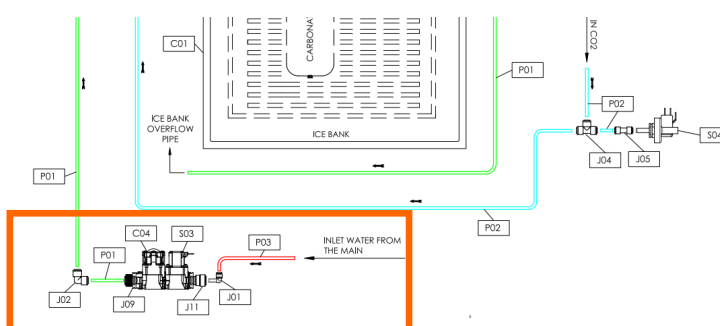 C01
CARBONA
IN CO2
P01
P02
ICE BANK
OVERFLOW
PIPE
ICE BANK
J04
J05
S04
P01
P02
C04
S03
P03
INLET WATER FROM
THE MAIN
P01
J02
J09
J11
J01